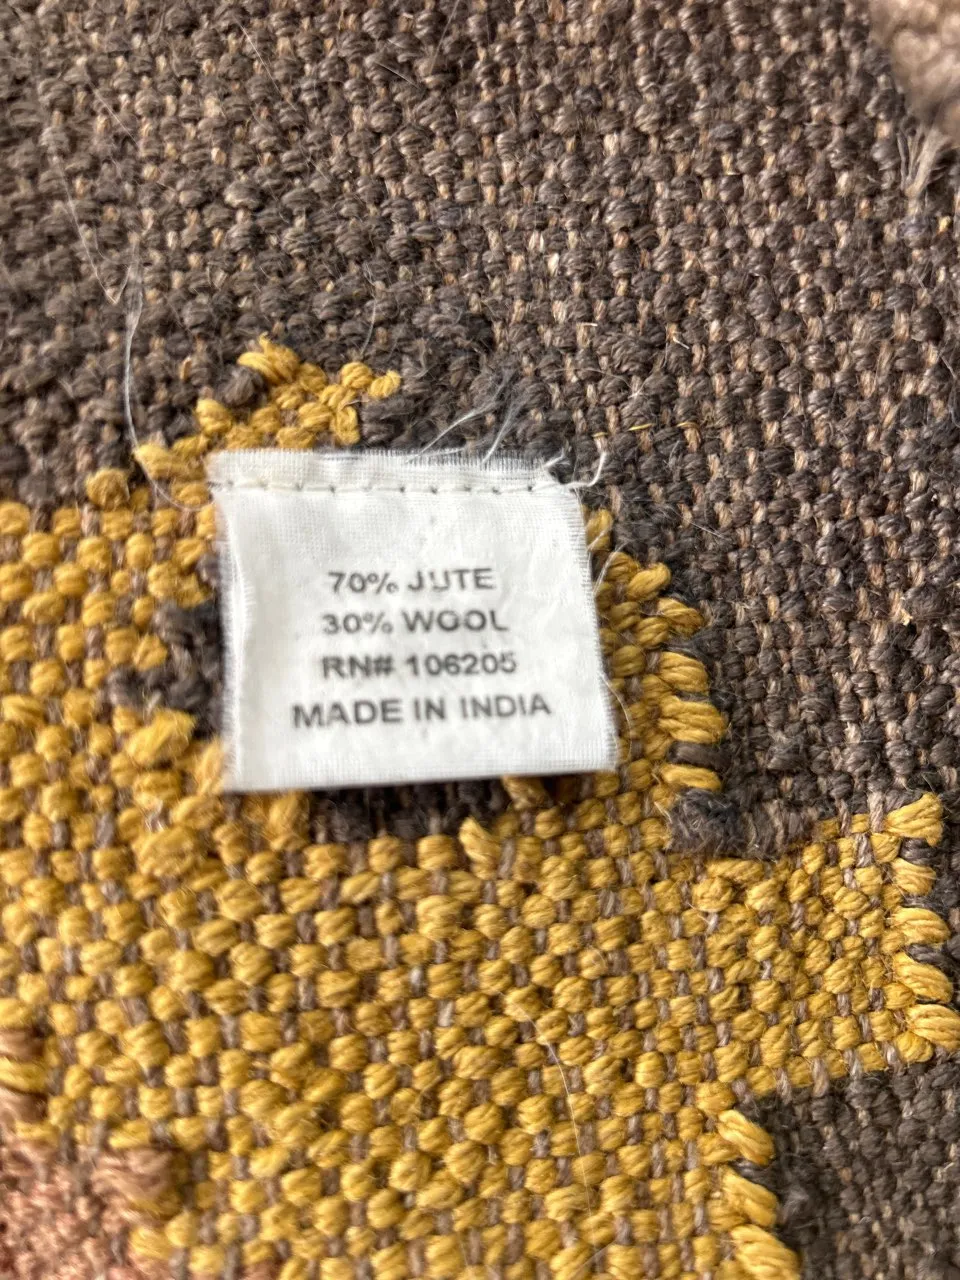 70% JUTE
30% WOOL
RN# 106205
MADE IN INDIA